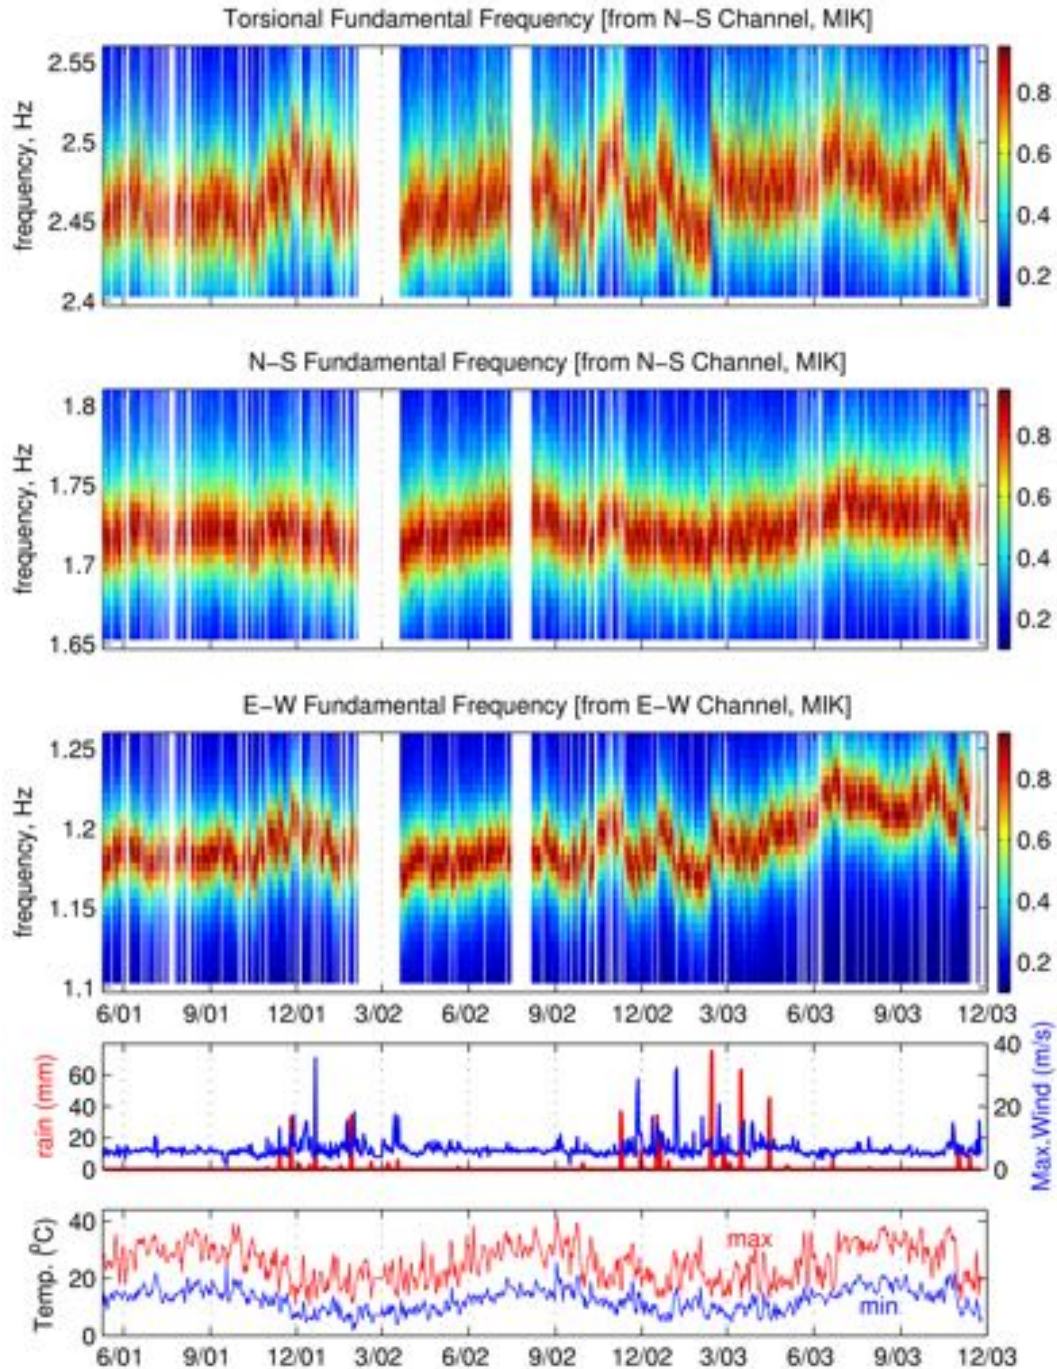 Torsional Fundamental Frequency [from N-S Channel, MIK]
frequency, Hz
2.55
2.5
2.45
2.4
0.8
0.6
0.4
0.2
N-S Fundamental Frequency [from N-S Channel, MIK]
frequency, Hz
1.8
1.75
1.7
1.65
0.8
0.6
0.4
0.2
E-W Fundamental Frequency [from E-W Channel, MIK]
frequency, Hz
1.25
1.2
1.15
1.1
0.8
0.6
0.4
0.2
6/01 9/01 12/01 3/02 6/02 9/02 12/02 3/03 6/03 9/03 12/03
rain (mm)
60
40
20
0
40
20
0
Max.Wind (m/s)
Temp. (⁰C)
40
20
0
max
min
6/01 9/01 12/01 3/02 6/02 9/02 12/02 3/03 6/03 9/03 12/03